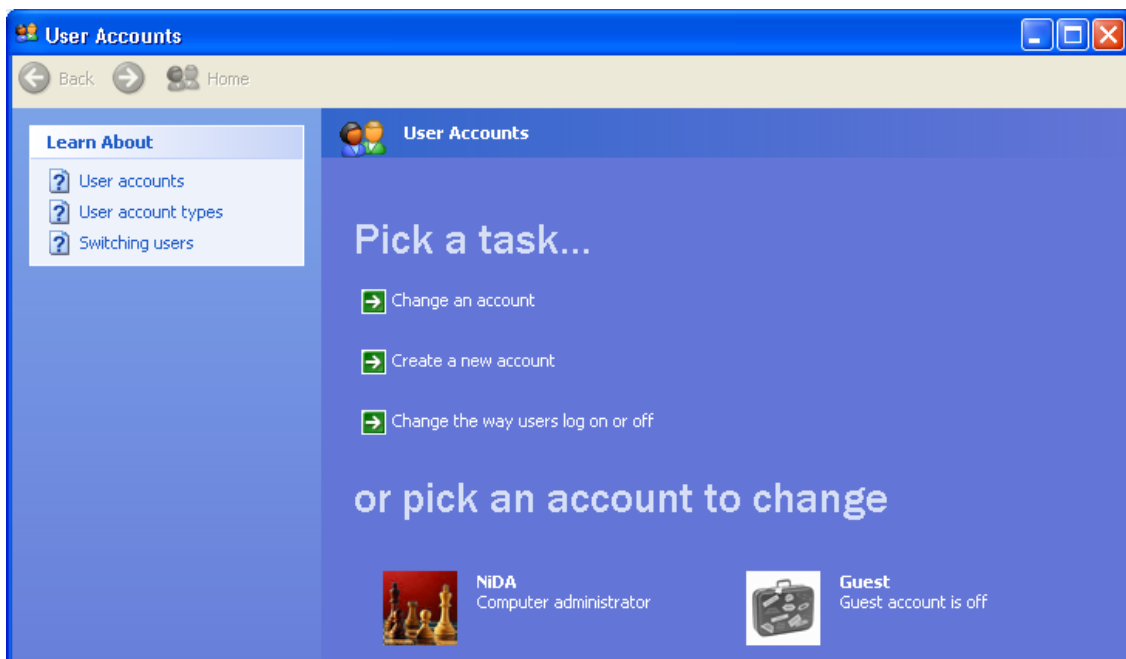 User Accounts
Back
Home
Learn About
User accounts
User account types
Switching users
User Accounts
Pick a task...
Change an account
Create a new account
Change the way users log on or off
or pick an account to change
NiDA
Computer administrator
Guest
Guest account is off